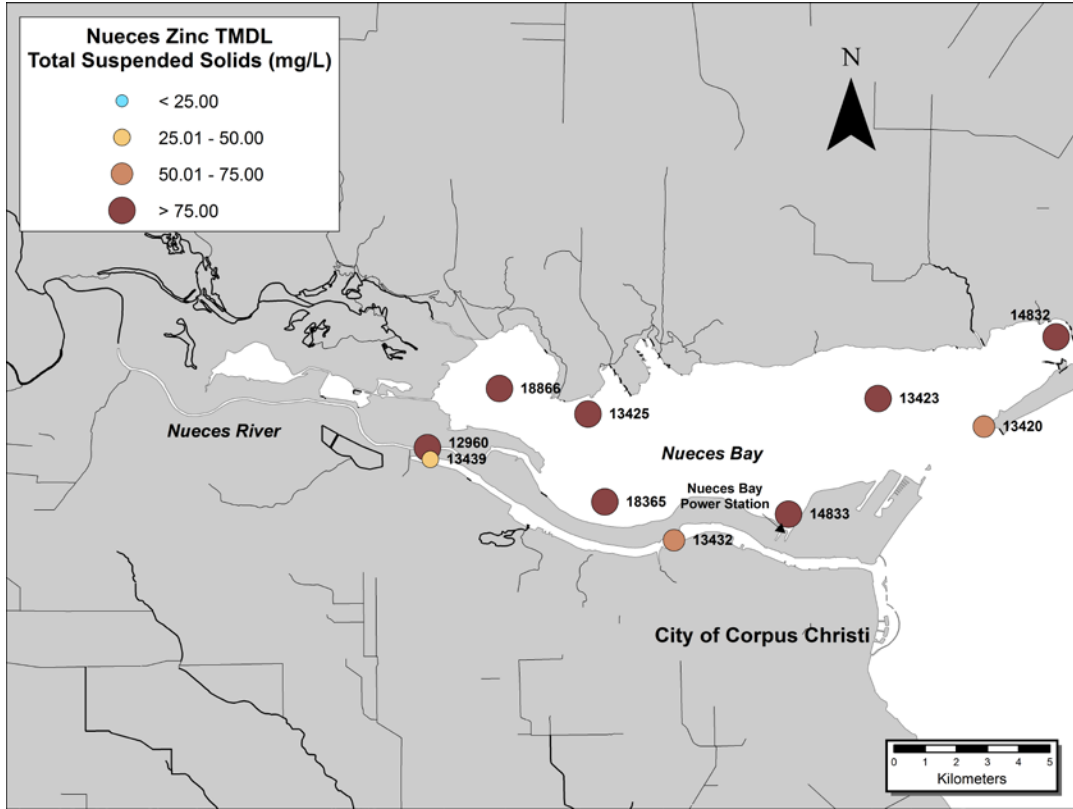 Nueces Zinc TMDL
Total Suspended Solids (mg/L)
< 25.00
25.01 - 50.00
50.01 - 75.00
> 75.00
N
14832
18866
13425
13423
13420
Nueces River
12960
13439
Nueces Bay
18365
Nueces Bay
Power Station
14833
13432
City of Corpus Christi
0 1 2 3 4 5
Kilometers